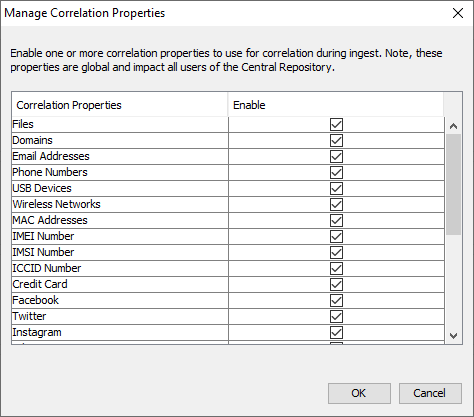 Manage Correlation Properties
Enable one or more correlation properties to use for correlation during ingest. Note, these
properties are global and impact all users of the Central Repository.
Correlation Properties Enable
Files
Domains
Email Addresses
Phone Numbers
USB Devices
Wireless Networks
MAC Addresses
IMEI Number
IMSI Number
ICCID Number
Credit Card
Facebook
Twitter
Instagram
OK Cancel